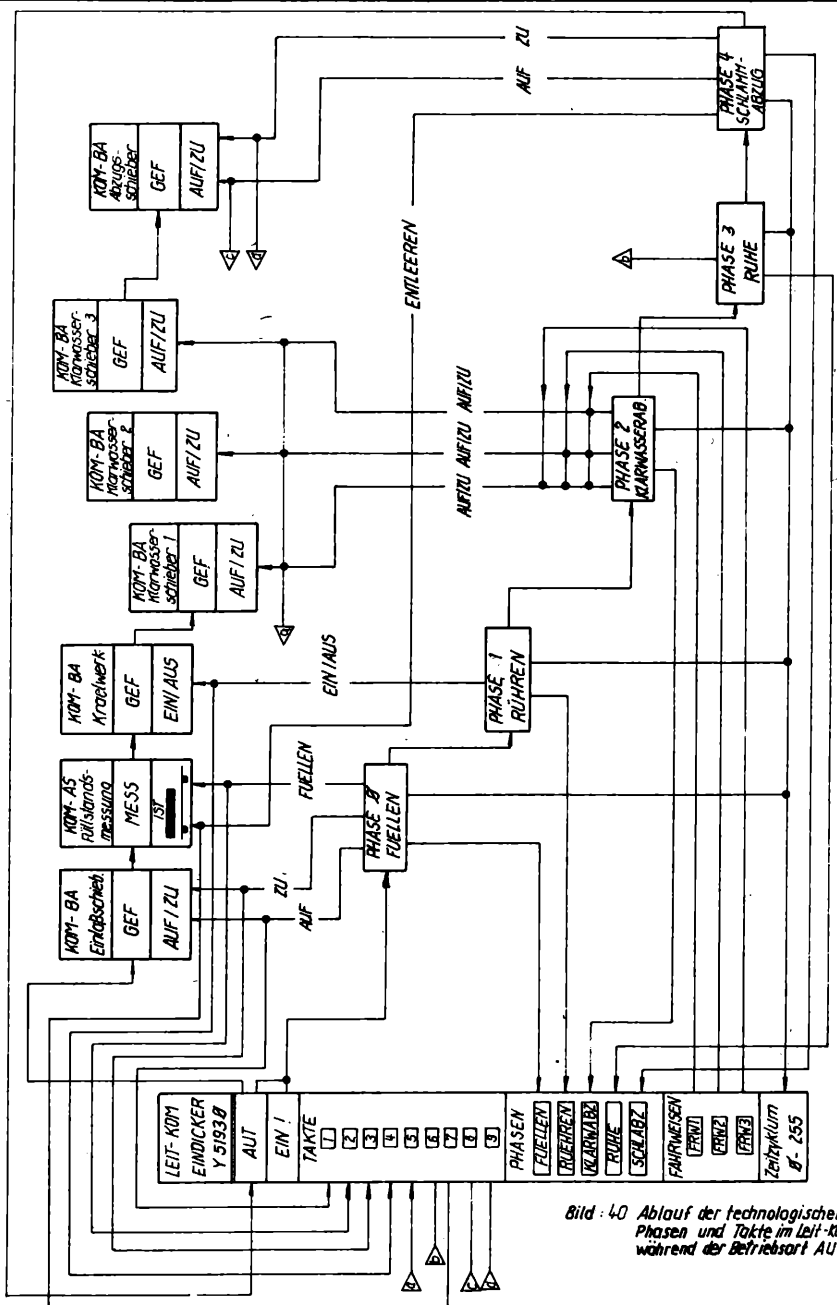 KOM-BA
Einlaßschieb.
GEF
AUF/ZU
KOM-AS
Füllstands-
messung
MESS
IST
KOM-BA
Kraelwerk
GEF
EIN/AUS
KOM-BA
Klarwasser-
schieber 1
GEF
AUF/ZU
KOM-BA
Klarwasser-
schieber 2
GEF
AUF/ZU
KOM-BA
Klarwasser-
schieber 3
GEF
AUF/ZU
KOM-BA
Abzugs-
schieber
GEF
AUF/ZU
AUF
ZU
FUELLEN
EIN/AUS
AUF/ZU
AUF/ZU
AUF/ZU
ENTLEEREN
AUF
ZU
a
c
d
b
PHASE 0
FUELLEN
PHASE 1
RÜHREN
PHASE 2
KLARWASSERAB.
PHASE 3
RUHE
PHASE 4
SCHLAMM-
ABZUG
LEIT-KOM
EINDICKER
Y 51930
AUT
EIN!
TAKTE
1
2
3
4
5
6
7
8
9
PHASEN
FUELLEN
RUEHREN
KLARWABZ
RUHE
SCHLABZ
FAHRWEISEN
FRW1
FRW2
FRW3
Zeitzyklum
0-255
a
b
c
d
Bild : 40 Ablauf der technologischen
Phasen und Takte im Leit-K
während der Betriebsart AU